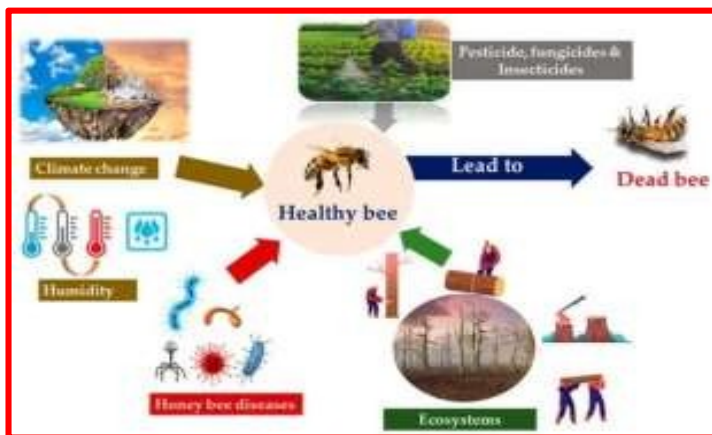 Pesticide, fungicides &
Insecticides
Climate change
Lead to
Dead bee
Healthy bee
Humidity
Honey bee diseases
Ecosystems